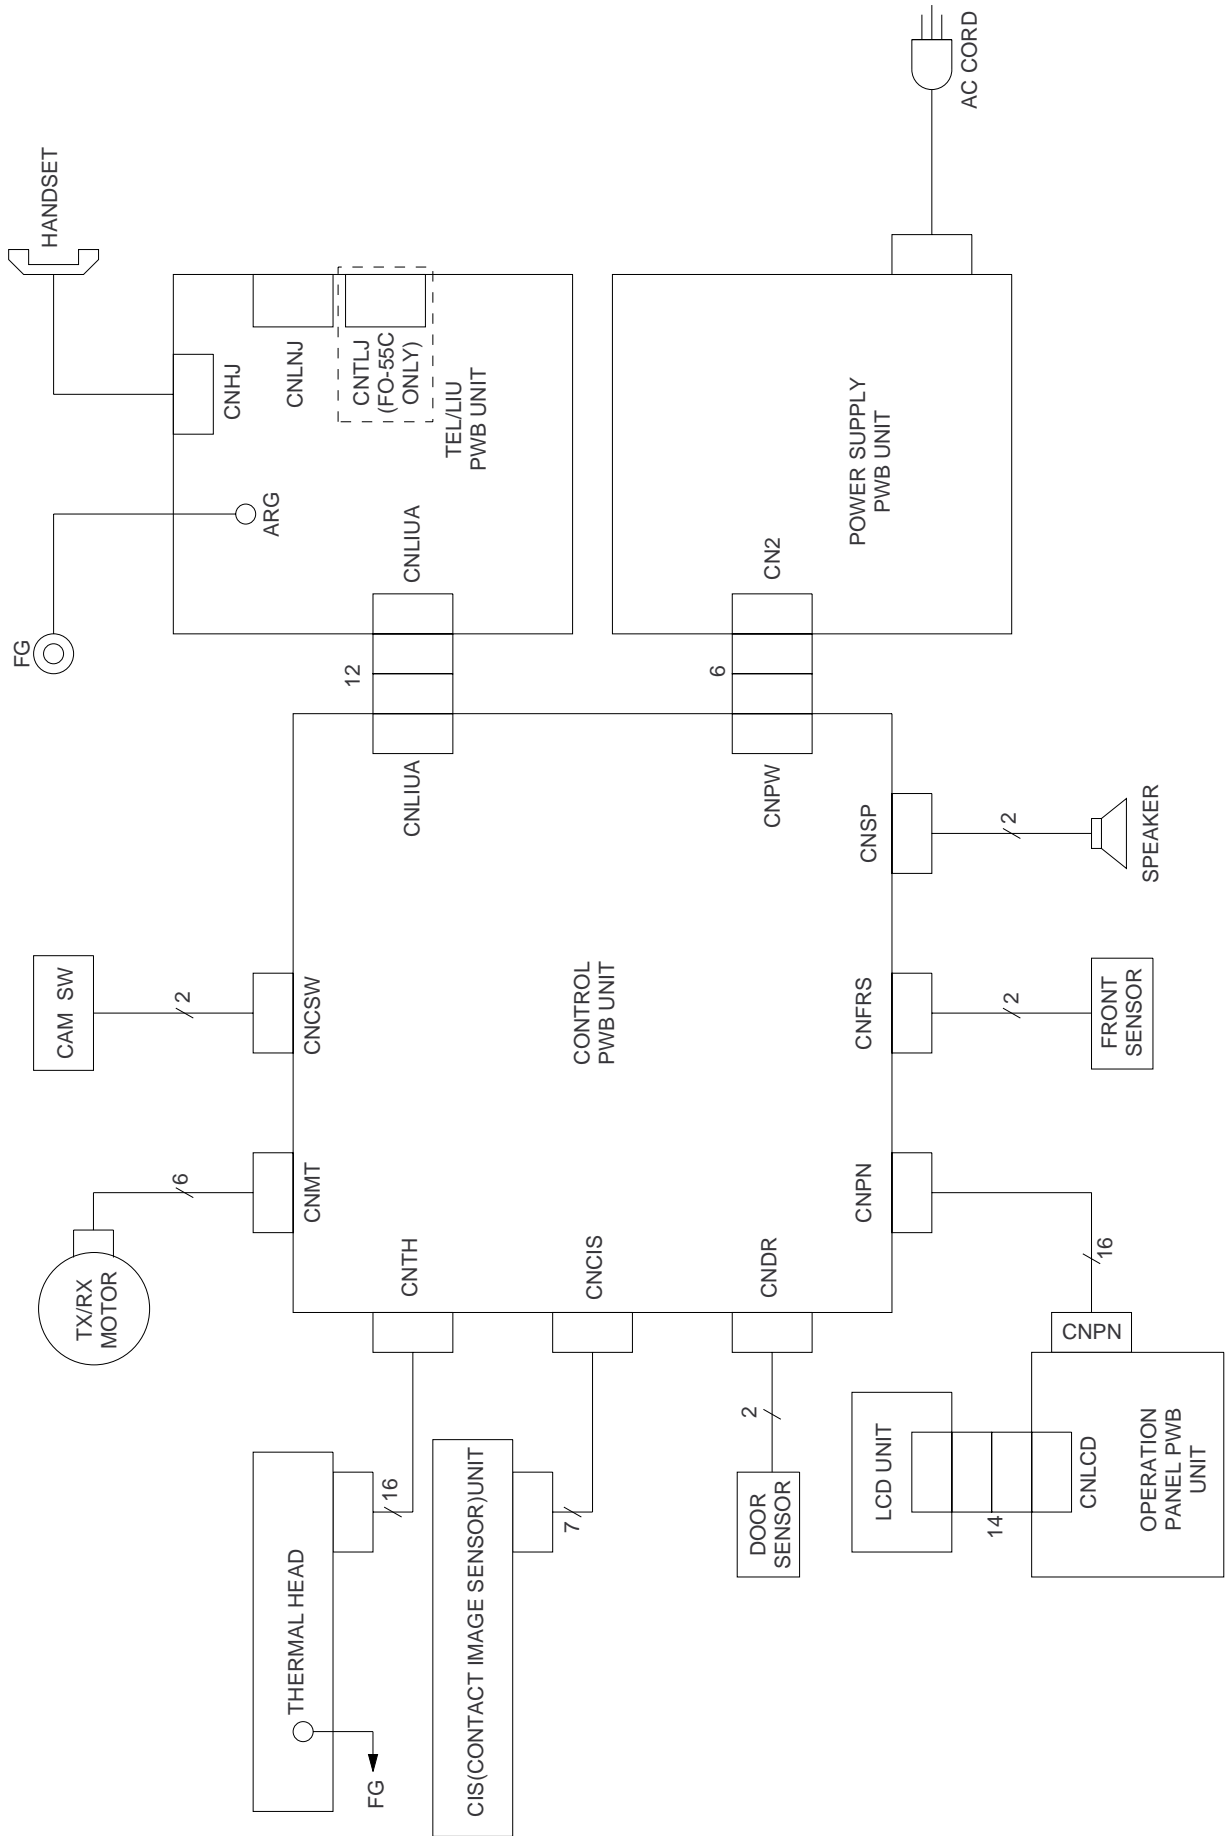 HANDSET
FG
CNHJ
CNLNJ
CNTLJ
(FO-55C
ONLY)
TEL/LIU
PWB UNIT
ARG
CNLIUA
12
CNLIUA
AC CORD
POWER SUPPLY
PWB UNIT
CN2
6
CNPW
CAM SW
2
CNCSW
TX/RX
MOTOR
6
CNMT
CONTROL
PWB UNIT
CNSP
2
SPEAKER
CNFRS
2
FRONT
SENSOR
CNPN
16
CNPN
CNTH
16
THERMAL HEAD
FG
CNCIS
7
CIS(CONTACT IMAGE SENSOR)UNIT
CNDR
2
DOOR
SENSOR
LCD UNIT
14
CNLCD
OPERATION
PANEL PWB
UNIT